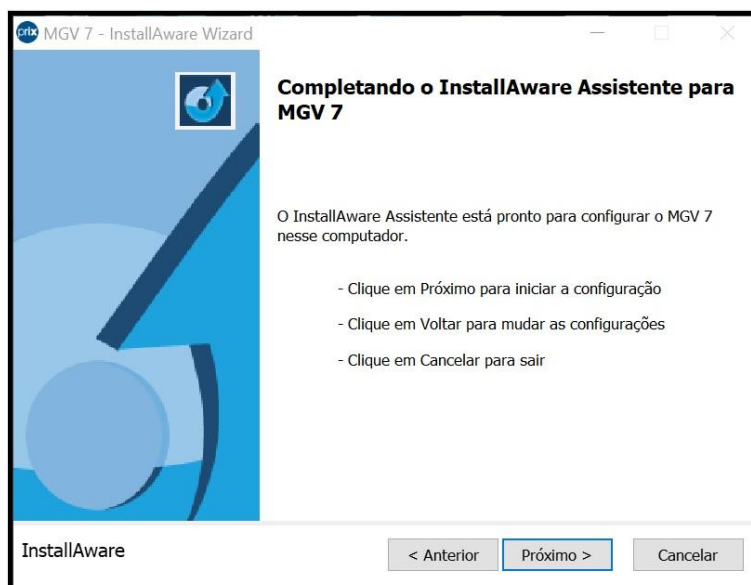 prix MGV 7 - InstallAware Wizard
Completando o InstallAware Assistente para
MGV 7
O InstallAware Assistente está pronto para configurar o MGV 7
nesse computador.
- Clique em Próximo para iniciar a configuração
- Clique em Voltar para mudar as configurações
- Clique em Cancelar para sair
InstallAware
< Anterior
Próximo >
Cancelar